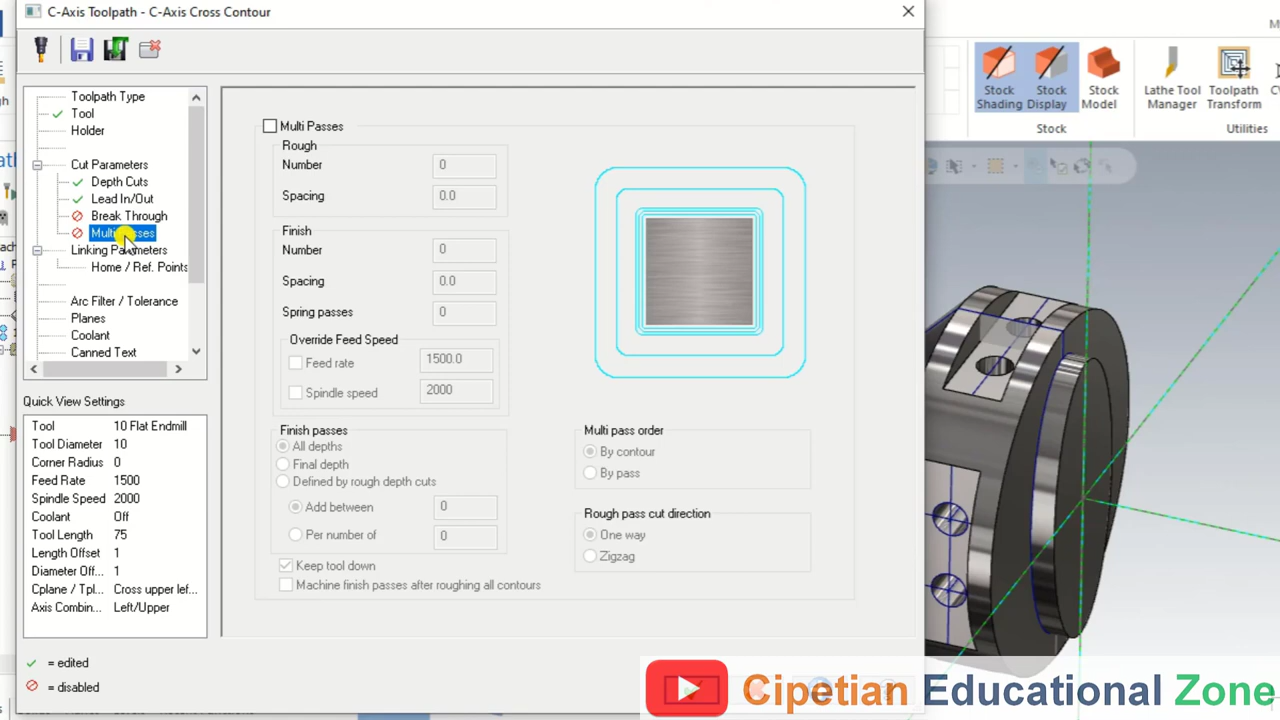 C-Axis Toolpath - C-Axis Cross Contour
Toolpath Type
Tool
Holder
Cut Parameters
Depth Cuts
Lead In/Out
Break Through
Multi Passes
Linking Parameters
Home / Ref. Points
Arc Filter / Tolerance
Planes
Coolant
Canned Text
Quick View Settings
Tool 10 Flat Endmill
Tool Diameter 10
Corner Radius 0
Feed Rate 1500
Spindle Speed 2000
Coolant Off
Tool Length 75
Length Offset 1
Diameter Off... 1
Cplane / Tpl... Cross upper lef...
Axis Combin... Left/Upper
= edited
= disabled
Multi Passes
Rough
Number 0
Spacing 0.0
Finish
Number 0
Spacing 0.0
Spring passes 0
Override Feed Speed
Feed rate 1500.0
Spindle speed 2000
Finish passes
All depths
Final depth
Defined by rough depth cuts
Add between 0
Per number of 0
Keep tool down
Machine finish passes after roughing all contours
Multi pass order
By contour
By pass
Rough pass cut direction
One way
Zigzag
Stock Shading
Stock Display
Stock Model
Stock
Lathe Tool Manager
Toolpath Transform
Utilities
Cipetian Educational Zone